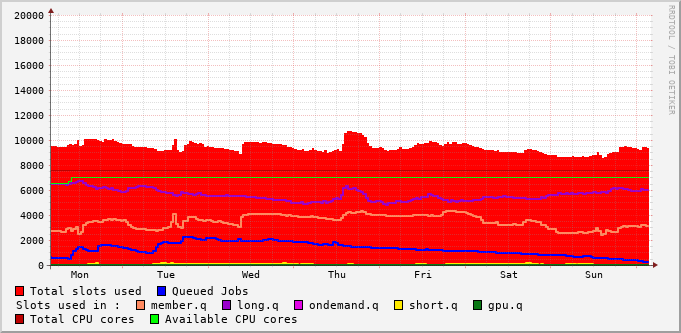 RRDTOOL / TOBI OETIKER
20000
18000
16000
14000
12000
10000
8000
6000
4000
2000
0
Mon Tue Wed Thu Fri Sat Sun
Total slots used Queued Jobs
Slots used in : member.q long.q ondemand.q short.q gpu.q
Total CPU cores Available CPU cores